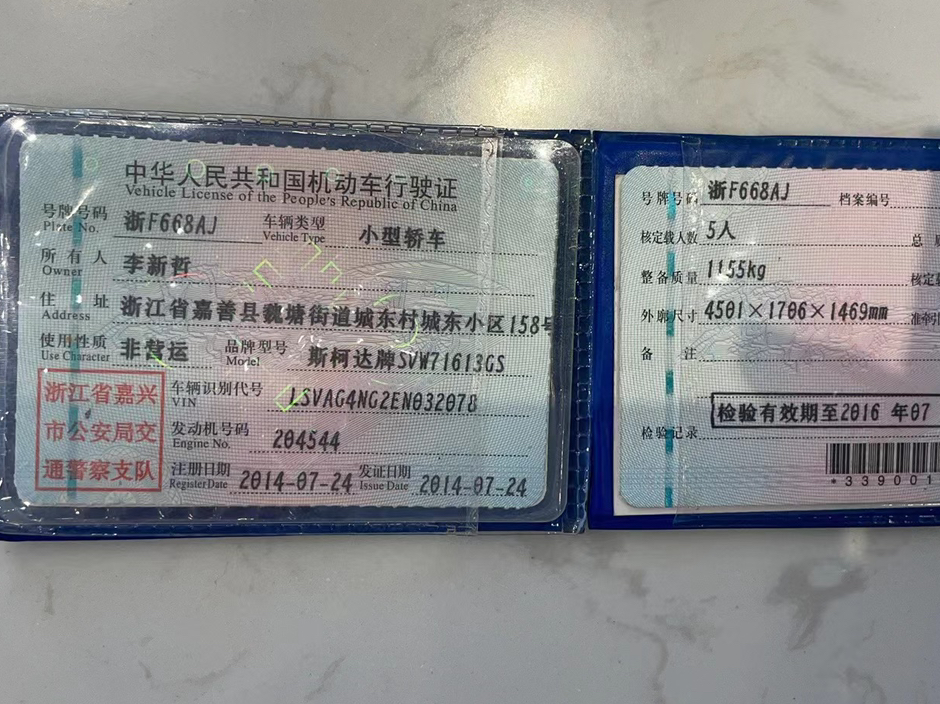 中华人民共和国机动车行驶证
Vehicle License of the People's Republic of China
号牌号码 浙F668AJ 车辆类型 小型轿车
Plate No. Vehicle Type
所有人 李新哲
Owner
住址 浙江省嘉善县魏塘街道城东村城东小区158号
Address
使用性质 非营运 品牌型号 斯柯达牌SVW71613GS
Use Character Model
浙江省嘉兴
市公安局交
通警察支队
车辆识别代号 LSVAG4NG2EN032078
VIN
发动机号码 204544
Engine No.
注册日期 2014-07-24 发证日期 2014-07-24
Register Date Issue Date
号牌号码 浙F668AJ 档案编号
核定载人数 5人 总
整备质量 1155kg 核定
外廓尺寸 4501×1706×1469mm 准牵引
备注
检验有效期至2016 年07
检验记录
*339001